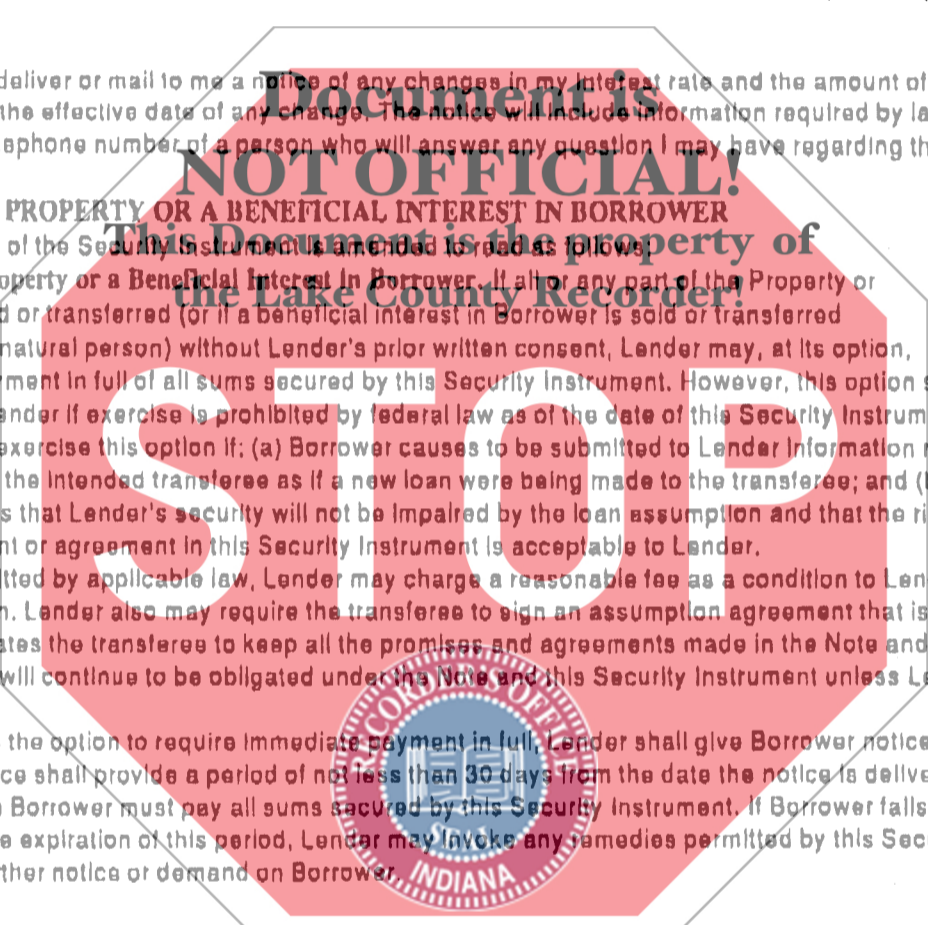 deliver or mail to me a notice of any changes in my interest rate and the amount of
the effective date of any change. The notice will include information required by la
ephone number of a person who will answer any question I may have regarding th
Document is
NOT OFFICIAL!
This Document is the property of
the Lake County Recorder!
PROPERTY OR A BENEFICIAL INTEREST IN BORROWER
of the Security Instrument is amended to read as follows:
operty or a Beneficial Interest in Borrower. If all or any part of the Property or
d or transferred (or if a beneficial interest in Borrower is sold or transferred
natural person) without Lender's prior written consent, Lender may, at its option,
ment in full of all sums secured by this Security Instrument. However, this option s
ender if exercise is prohibited by federal law as of the date of this Security Instrum
exercise this option if: (a) Borrower causes to be submitted to Lender information r
the intended transferee as if a new loan were being made to the transferee; and (
s that Lender's security will not be impaired by the loan assumption and that the ri
nt or agreement in this Security Instrument is acceptable to Lender.
itted by applicable law, Lender may charge a reasonable fee as a condition to Len
n. Lender also may require the transferee to sign an assumption agreement that is
ates the transferee to keep all the promises and agreements made in the Note and
will continue to be obligated under the Note and this Security Instrument unless Le
STOP
the option to require immediate payment in full, Lender shall give Borrower notice
ce shall provide a period of not less than 30 days from the date the notice is delive
Borrower must pay all sums secured by this Security Instrument. If Borrower fails
e expiration of this period, Lender may invoke any remedies permitted by this Sec
ther notice or demand on Borrower.
RECORDER'S OFFICE
INDIANA